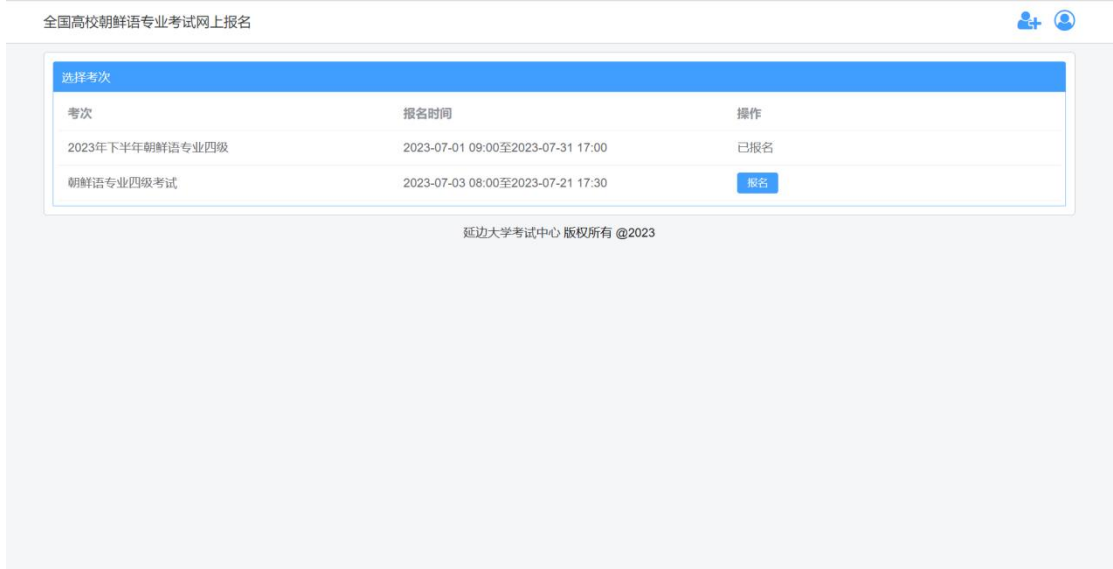 全国高校朝鲜语专业考试网上报名
选择考次
考次 报名时间 操作
2023年下半年朝鲜语专业四级 2023-07-01 09:00至2023-07-31 17:00 已报名
朝鲜语专业四级考试 2023-07-03 08:00至2023-07-21 17:30 报名
延边大学考试中心 版权所有 @2023